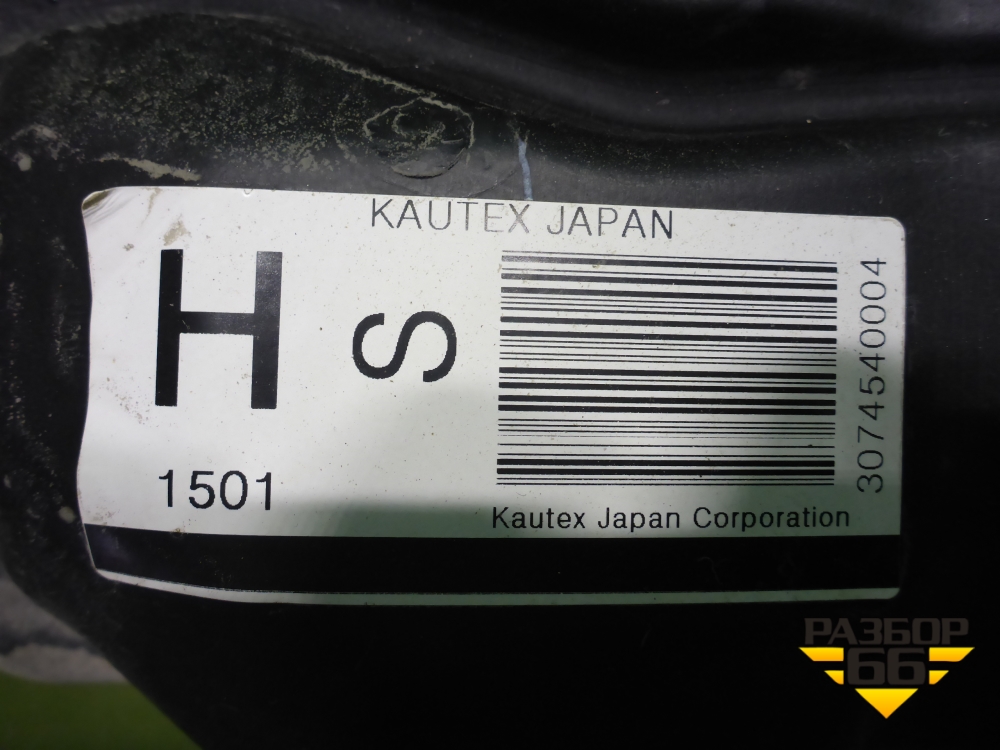 KAUTEX JAPAN
H
S
3074540004
1501
Kautex Japan Corporation
РАЗБОР
66